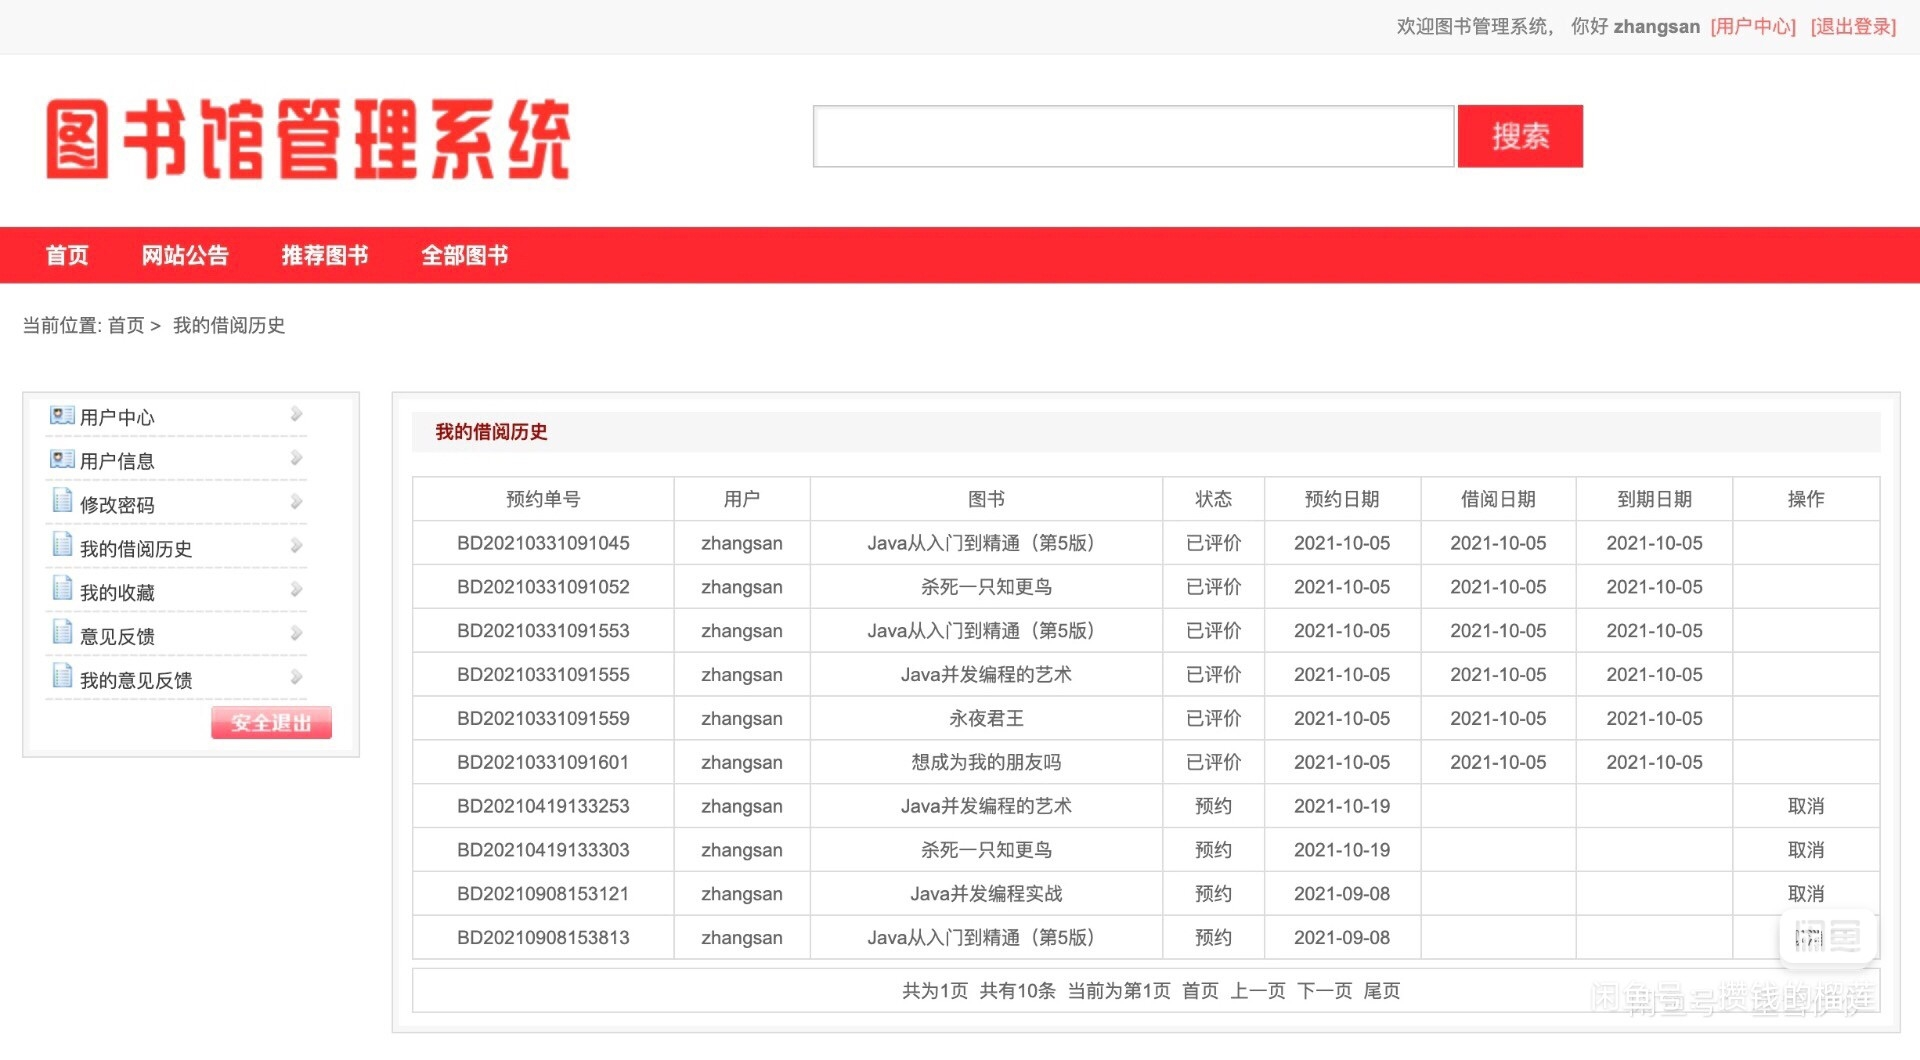 欢迎图书管理系统， 你好 zhangsan [用户中心] [退出登录]
图书馆管理系统
搜索
首页 网站公告 推荐图书 全部图书
当前位置: 首页 > 我的借阅历史
用户中心
用户信息
修改密码
我的借阅历史
我的收藏
意见反馈
我的意见反馈
安全退出
我的借阅历史
预约单号 用户 图书 状态 预约日期 借阅日期 到期日期 操作
BD20210331091045 zhangsan Java从入门到精通（第5版） 已评价 2021-10-05 2021-10-05 2021-10-05
BD20210331091052 zhangsan 杀死一只知更鸟 已评价 2021-10-05 2021-10-05 2021-10-05
BD20210331091553 zhangsan Java从入门到精通（第5版） 已评价 2021-10-05 2021-10-05 2021-10-05
BD20210331091555 zhangsan Java并发编程的艺术 已评价 2021-10-05 2021-10-05 2021-10-05
BD20210331091559 zhangsan 永夜君王 已评价 2021-10-05 2021-10-05 2021-10-05
BD20210331091601 zhangsan 想成为我的朋友吗 已评价 2021-10-05 2021-10-05 2021-10-05
BD20210419133253 zhangsan Java并发编程的艺术 预约 2021-10-19 取消
BD20210419133303 zhangsan 杀死一只知更鸟 预约 2021-10-19 取消
BD20210908153121 zhangsan Java并发编程实战 预约 2021-09-08 取消
BD20210908153813 zhangsan Java从入门到精通（第5版） 预约 2021-09-08
共为1页 共有10条 当前为第1页 首页 上一页 下一页 尾页